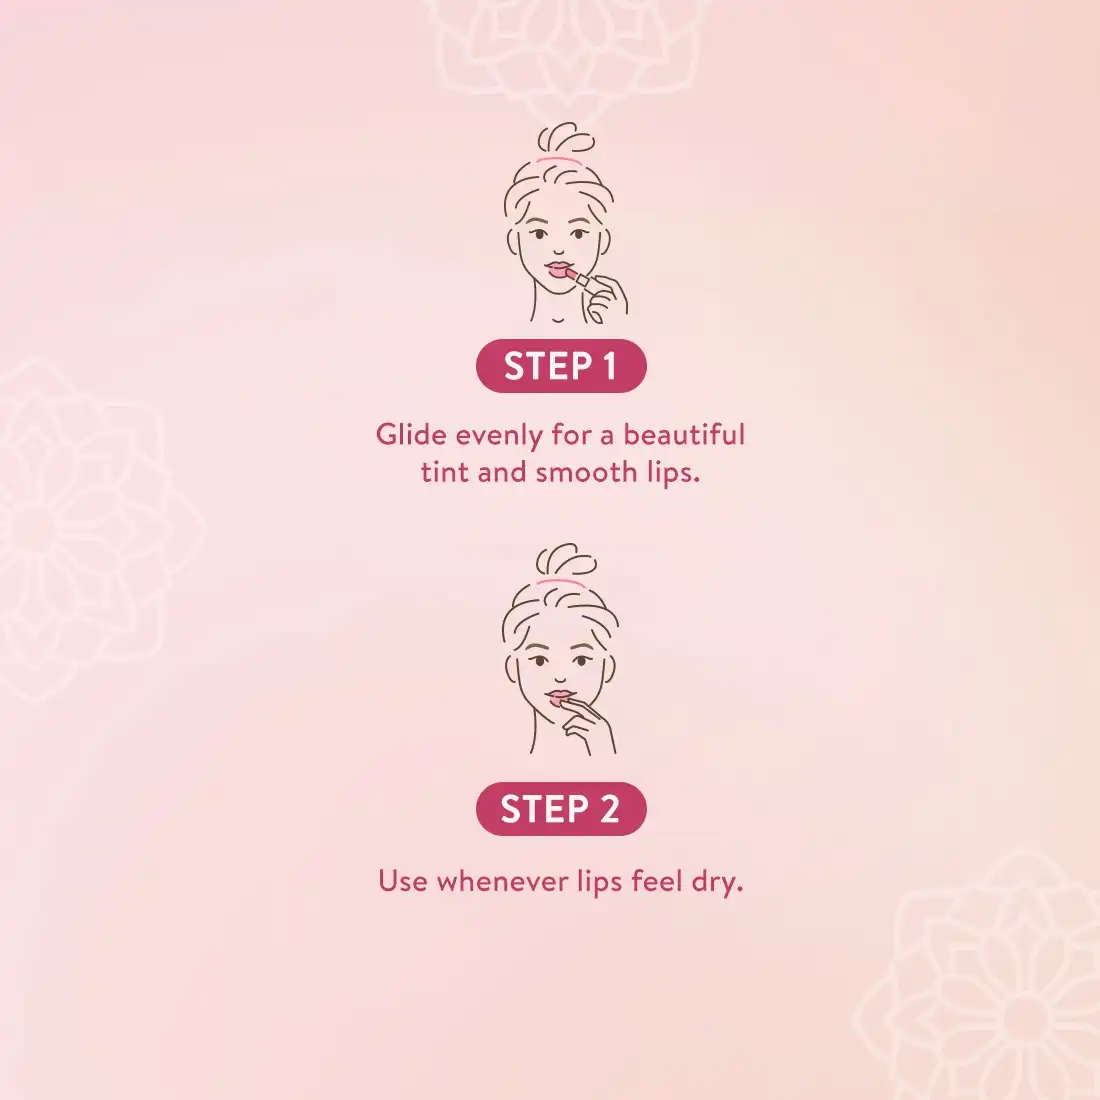 STEP 1
Glide evenly for a beautiful
tint and smooth lips.
STEP 2
Use whenever lips feel dry.